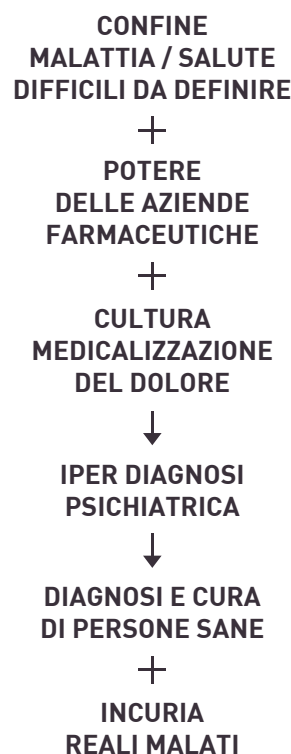 CONFINE
MALATTIA / SALUTE
DIFFICILI DA DEFINIRE
+
POTERE
DELLE AZIENDE
FARMACEUTICHE
+
CULTURA
MEDICALIZZAZIONE
DEL DOLORE
↓
IPER DIAGNOSI
PSICHIATRICA
↓
DIAGNOSI E CURA
DI PERSONE SANE
+
INCURIA
REALI MALATI